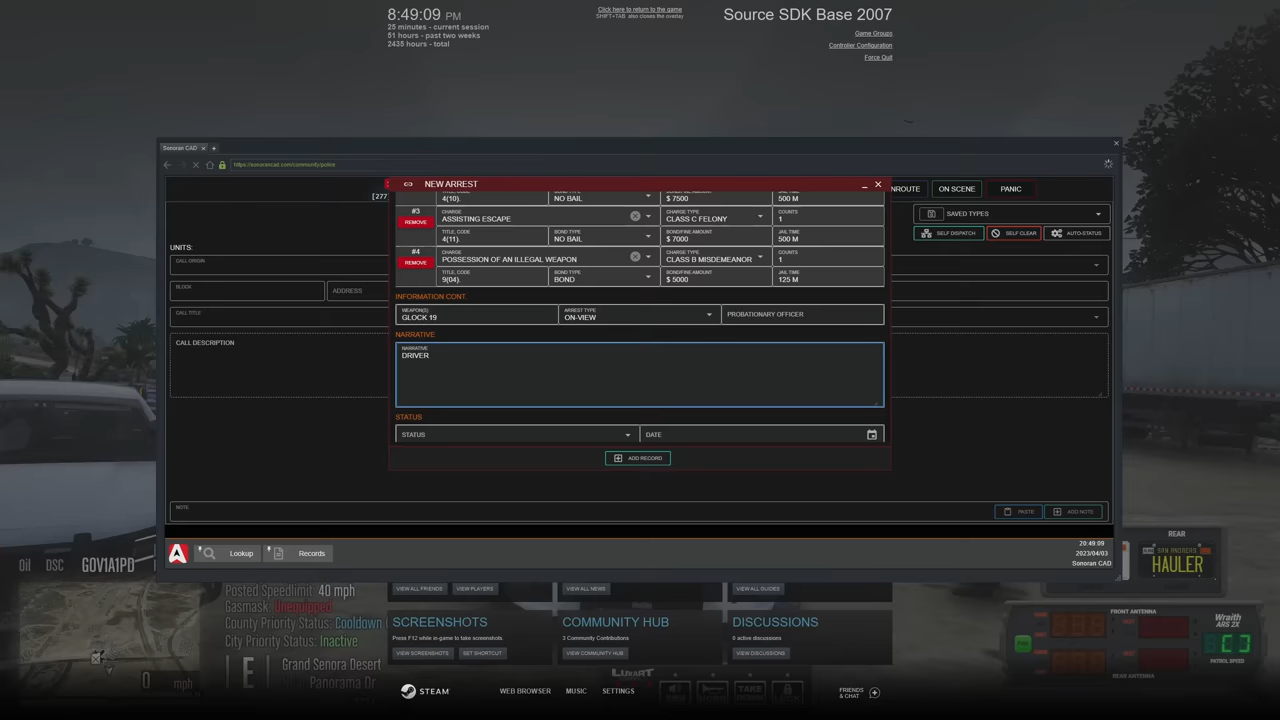 8:49:09 PM
25 minutes - current session
51 hours - past two weeks
2435 hours - total
Click here to return to the game
SHIFT+TAB also closes the overlay
Source SDK Base 2007
Game Groups
Controller Configuration
Force Quit
Sonoran CAD
https://sonorancad.com/community/police
NEW ARREST
[277
NROUTE
ON SCENE
PANIC
SAVED TYPES
SELF DISPATCH
SELF CLEAR
AUTO-STATUS
UNITS:
CALL ORIGIN
BLOCK
ADDRESS
CALL TITLE
CALL DESCRIPTION
4(10).
NO BAIL
$ 7500
500 M
#3
REMOVE
CHARGE
ASSISTING ESCAPE
CHARGE TYPE
CLASS C FELONY
COUNTS
1
TITLE, CODE
4(11).
BOND TYPE
NO BAIL
BOND/FINE AMOUNT
$ 7000
JAIL TIME
500 M
#4
REMOVE
CHARGE
POSSESSION OF AN ILLEGAL WEAPON
CHARGE TYPE
CLASS B MISDEMEANOR
COUNTS
1
TITLE, CODE
9(04).
BOND TYPE
BOND
BOND/FINE AMOUNT
$ 5000
JAIL TIME
125 M
INFORMATION CONT.
WEAPON(S)
GLOCK 19
ARREST TYPE
ON-VIEW
PROBATIONARY OFFICER
NARRATIVE
NARRATIVE
DRIVER
STATUS
STATUS
DATE
ADD RECORD
NOTE
PASTE
ADD NOTE
Lookup
Records
20:49:09
2023/04/03
Sonoran CAD
Oil
DSC
GOV1A1PD
Posted Speedlimit: 40 mph
Gasmask: Unequipped
County Priority Status: Cooldown
City Priority Status: Inactive
E
Grand Senora Desert
Panorama Dr
0 mph
VIEW ALL FRIENDS
VIEW PLAYERS
VIEW ALL NEWS
VIEW ALL GUIDES
SCREENSHOTS
Press F12 while in-game to take screenshots.
VIEW SCREENSHOTS
SET SHORTCUT
COMMUNITY HUB
3 Community Contributions
VIEW COMMUNITY HUB
DISCUSSIONS
0 active discussions
VIEW DISCUSSIONS
STEAM
WEB BROWSER
MUSIC
SETTINGS
FRIENDS
& CHAT
REAR
SAN ANDREAS
HAULER
FRONT ANTENNA
Wraith
ARS 2X
PATROL SPEED
REAR ANTENNA